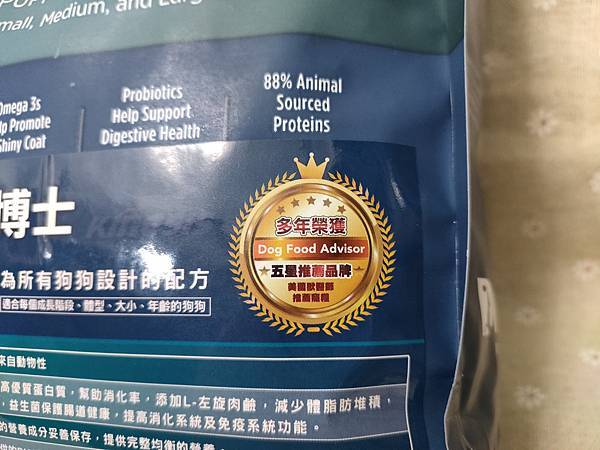 Small, Medium, and Larg
Omega 3s
Help Promote
Shiny Coat
Probiotics
Help Support
Digestive Health
88% Animal
Sourced
Proteins
博士
多年榮獲
Dog Food Advisor
五星推薦品牌
美國獸醫師
推薦寵糧
為所有狗狗設計的配方
適合每個成長階段、體型、大小、年齡的狗狗
來自動物性
高優質蛋白質，幫助消化率，添加L-左旋肉鹼，減少體脂肪堆積，
，益生菌保護腸道健康，提高消化系統及免疫系統功能。
的營養成分妥善保存，提供完整均衡的營養